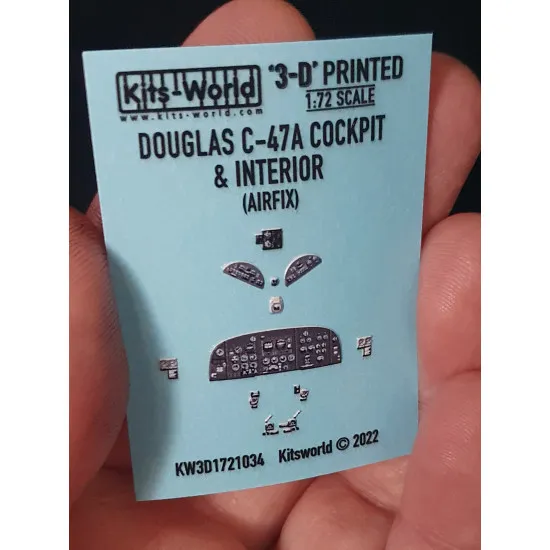 Kits-World
www.kits-world.com
"3-D" PRINTED
1:72 SCALE
DOUGLAS C-47A COCKPIT
& INTERIOR
(AIRFIX)
KW3D1721034 Kitsworld © 2022